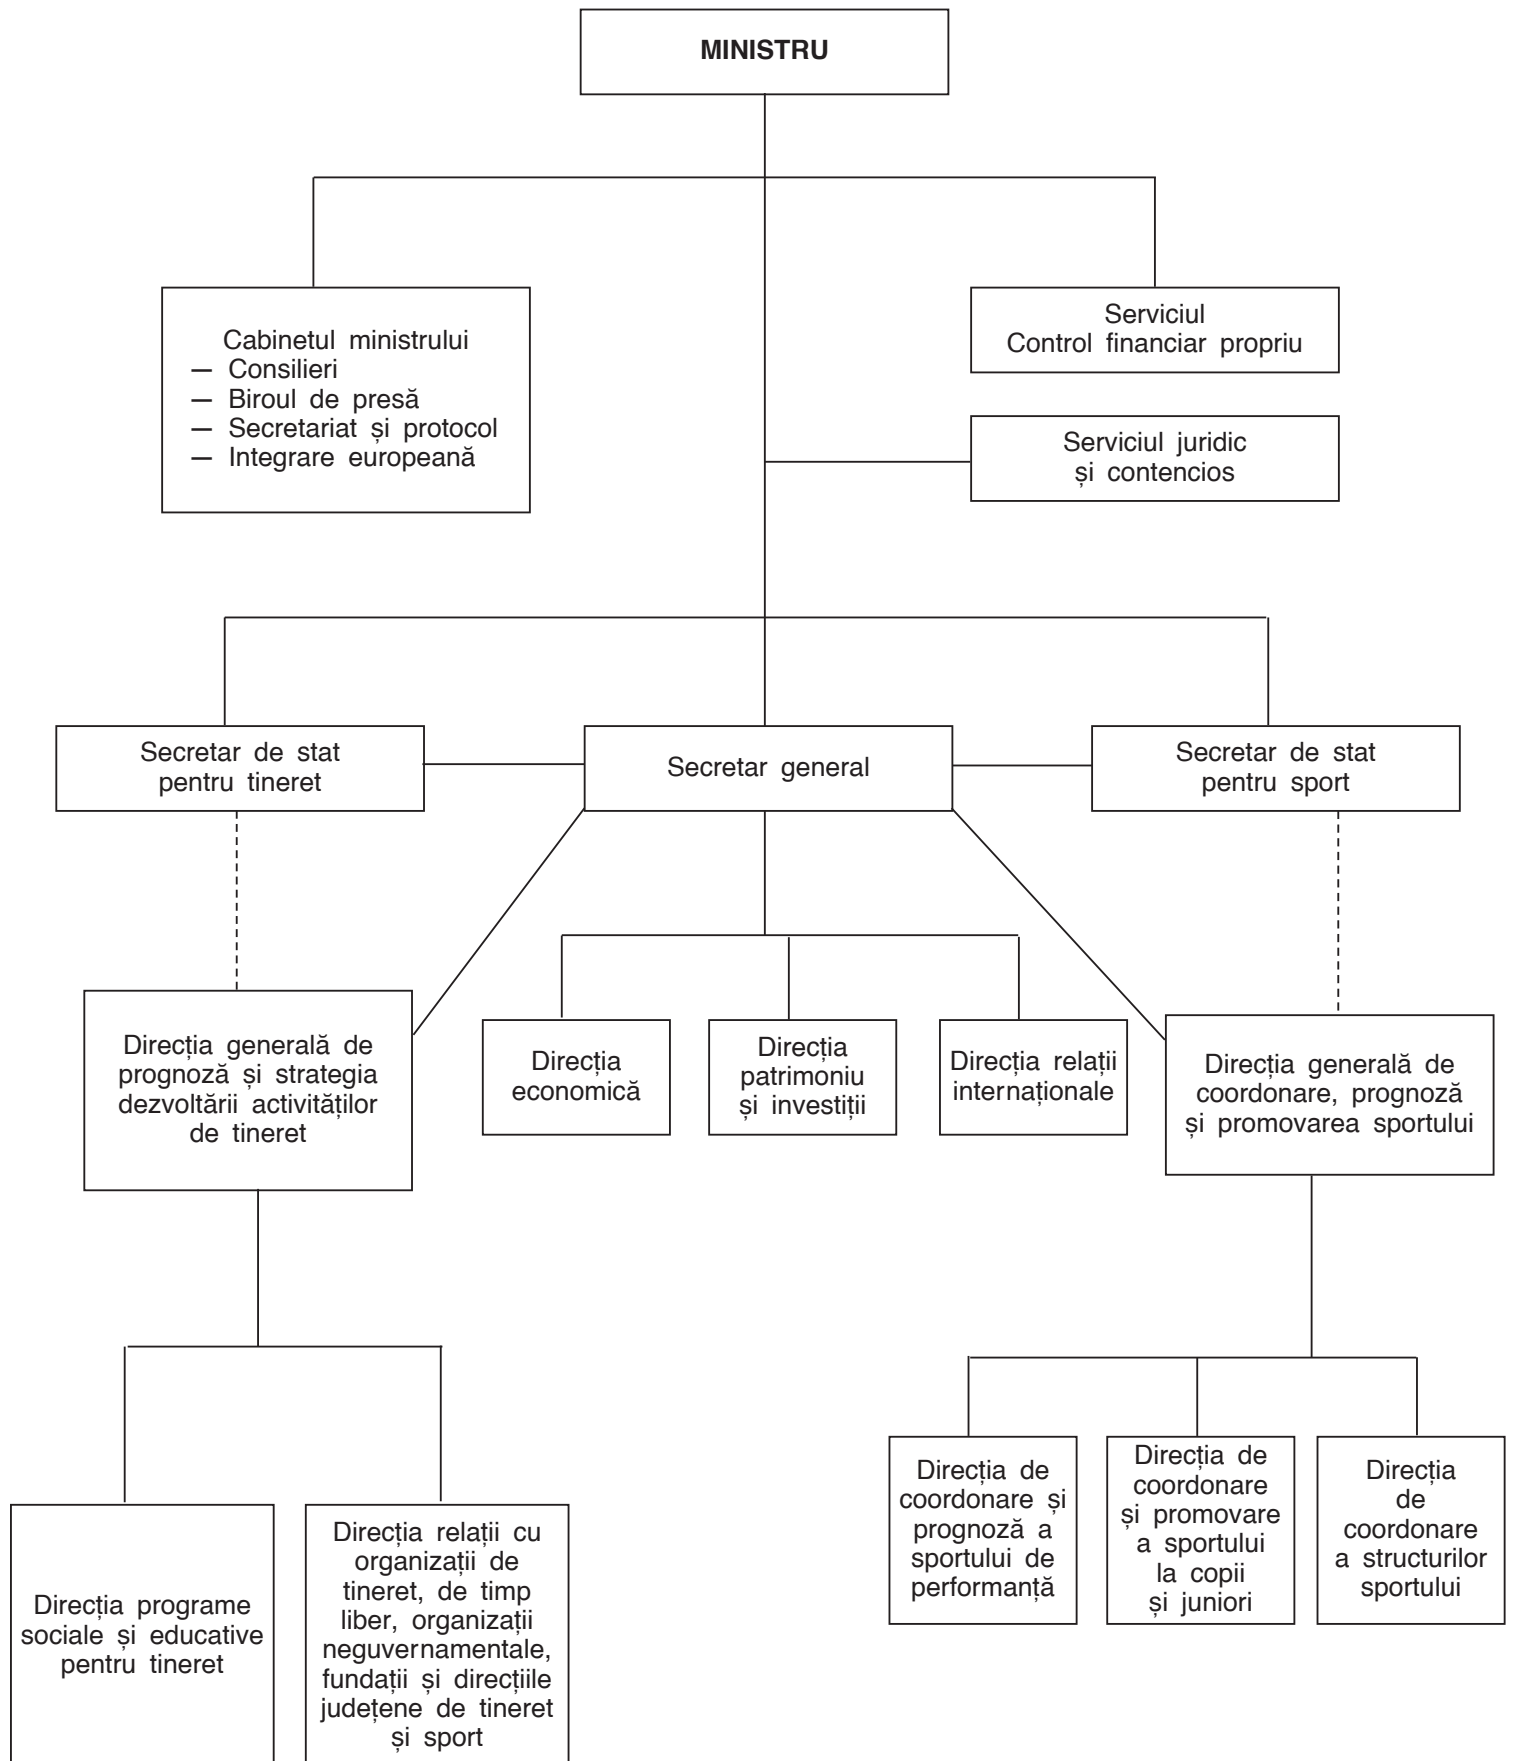 MINISTRU
Cabinetul ministrului
— Consilieri
— Biroul de presă
— Secretariat și protocol
— Integrare europeană
Serviciul
Control financiar propriu
Serviciul juridic
și contencios
Secretar de stat
pentru tineret
Secretar general
Secretar de stat
pentru sport
Direcția generală de
prognoză și strategia
dezvoltării activităților
de tineret
Direcția
economică
Direcția
patrimoniu
și investiții
Direcția relații
internaționale
Direcția generală de
coordonare, prognoză
și promovarea sportului
Direcția programe
sociale și educative
pentru tineret
Direcția relații cu
organizații de
tineret, de timp
liber, organizații
neguvernamentale,
fundații și direcțiile
județene de tineret
și sport
Direcția de
coordonare și
prognoză a
sportului de
performanță
Direcția de
coordonare
și promovare
a sportului
la copii
și juniori
Direcția
de
coordonare
a structurilor
sportului